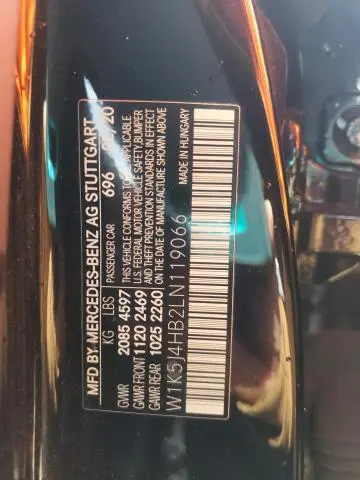 MFD BY MERCEDES-BENZ AG STUTTGART
PASSENGER CAR 696 /20
KG LBS
GVWR 2085 4597
GAWR FRONT 1120 2469
GAWR REAR 1025 2260
THIS VEHICLE CONFORMS TO APPLICABLE
U.S. FEDERAL MOTOR VEHICLE SAFETY, BUMPER
AND THEFT PREVENTION STANDARDS IN EFFECT
ON THE DATE OF MANUFACTURE SHOWN ABOVE
MADE IN HUNGARY
W1K5J4HB2LN119066